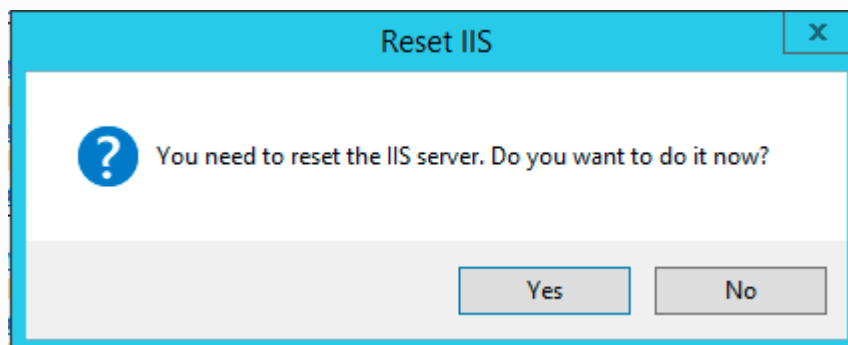 Reset IIS
x
?
You need to reset the IIS server. Do you want to do it now?
Yes
No